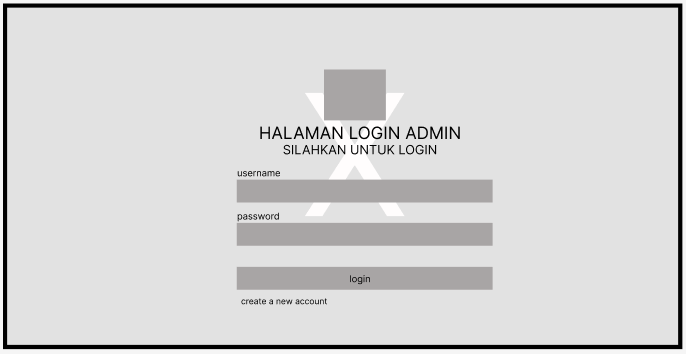 HALAMAN LOGIN ADMIN
SILAHKAN UNTUK LOGIN
username
password
login
create a new account